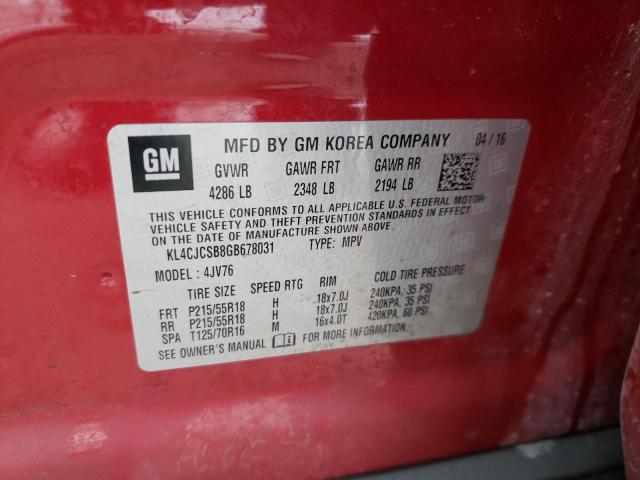 GM MFD BY GM KOREA COMPANY 04/16
GVWR GAWR FRT GAWR RR
4286 LB 2348 LB 2194 LB
THIS VEHICLE CONFORMS TO ALL APPLICABLE U.S. FEDERAL MOTOR
VEHICLE SAFETY AND THEFT PREVENTION STANDARDS IN EFFECT
ON THE DATE OF MANUFACTURE SHOWN ABOVE.
KL4CJCSB8GB678031 TYPE: MPV
MODEL: 4JV76
TIRE SIZE SPEED RTG RIM COLD TIRE PRESSURE
FRT P215/55R18 H 18x7.0J 240KPA, 35 PSI
RR P215/55R18 H 18x7.0J 240KPA, 35 PSI
SPA T125/70R16 M 16x4.0T 420KPA, 60 PSI
SEE OWNER'S MANUAL FOR MORE INFORMATION.